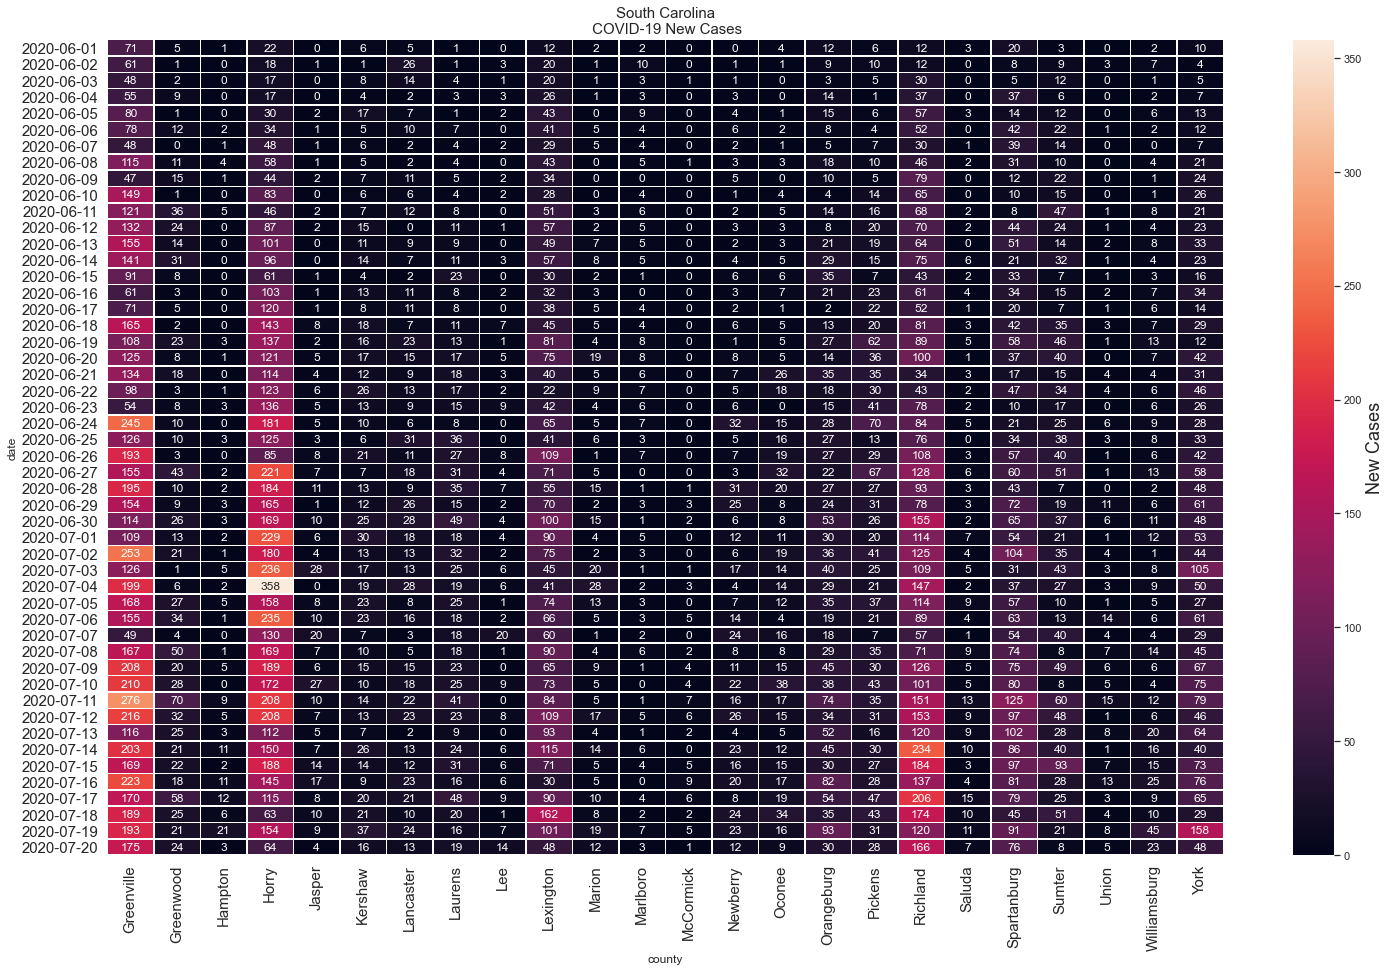 South Carolina
COVID-19 New Cases
2020-06-01 71 5 1 22 0 6 5 1 0 12 2 2 0 0 4 12 6 12 3 20 3 0 2 10
2020-06-02 61 1 0 18 1 1 26 1 3 20 1 10 0 1 1 9 10 12 0 8 9 3 7 4
2020-06-03 48 2 0 17 0 8 14 4 1 20 1 3 1 1 0 3 5 30 0 5 12 0 1 5
2020-06-04 55 9 0 17 0 4 2 3 3 26 1 3 0 3 0 14 1 37 0 37 6 0 2 7
2020-06-05 80 1 0 30 2 17 7 1 2 43 0 9 0 4 1 15 6 57 3 14 12 0 6 13
2020-06-06 78 12 2 34 1 5 10 7 0 41 5 4 0 6 2 8 4 52 0 42 22 1 2 12
2020-06-07 48 0 1 48 1 6 2 4 2 29 5 4 0 2 1 5 7 30 1 39 14 0 0 7
2020-06-08 115 11 4 58 1 5 2 4 0 43 0 5 1 3 3 18 10 46 2 31 10 0 4 21
2020-06-09 47 15 1 44 2 7 11 5 2 34 0 0 0 5 0 10 5 79 0 12 22 0 1 24
2020-06-10 149 1 0 83 0 6 6 4 2 28 0 4 0 1 4 4 14 65 0 10 15 0 1 26
2020-06-11 121 36 5 46 2 7 12 8 0 51 3 6 0 2 5 14 16 68 2 8 47 1 8 21
2020-06-12 132 24 0 87 2 15 0 11 1 57 2 5 0 3 3 8 20 70 2 44 24 1 4 23
2020-06-13 155 14 0 101 0 11 9 9 0 49 7 5 0 2 3 21 19 64 0 51 14 2 8 33
2020-06-14 141 31 0 96 0 14 7 11 3 57 8 5 0 4 5 29 15 75 6 21 32 1 4 23
2020-06-15 91 8 0 61 1 4 2 23 0 30 2 1 0 6 6 35 7 43 2 33 7 1 3 16
2020-06-16 61 3 0 103 1 13 11 8 2 32 3 0 0 3 7 21 23 61 4 34 15 2 7 34
2020-06-17 71 5 0 120 1 8 11 8 0 38 5 4 0 2 1 2 22 52 1 20 7 1 6 14
2020-06-18 165 2 0 143 8 18 7 11 7 45 5 4 0 6 5 13 20 81 3 42 35 3 7 29
2020-06-19 108 23 3 137 2 16 23 13 1 81 4 8 0 1 5 27 62 89 5 58 46 1 13 12
2020-06-20 125 8 1 121 5 17 15 17 5 75 19 8 0 8 5 14 36 100 1 37 40 0 7 42
2020-06-21 134 18 0 114 4 12 9 18 3 40 5 6 0 7 26 35 35 34 3 17 15 4 4 31
2020-06-22 98 3 1 123 6 26 13 17 2 22 9 7 0 5 18 18 30 43 2 47 34 4 6 46
2020-06-23 54 8 3 136 5 13 9 15 9 42 4 6 0 6 0 15 41 78 2 10 17 0 6 26
2020-06-24 245 10 0 181 5 10 6 8 0 65 5 7 0 32 15 28 70 84 5 21 25 6 9 28
2020-06-25 126 10 3 125 3 6 31 36 0 41 6 3 0 5 16 27 13 76 0 34 38 3 8 33
2020-06-26 193 3 0 85 8 21 11 27 8 109 1 7 0 7 19 27 29 108 3 57 40 1 6 42
2020-06-27 155 43 2 221 7 7 18 31 4 71 5 0 0 3 32 22 67 128 6 60 51 1 13 58
2020-06-28 195 10 2 184 11 13 9 35 7 55 15 1 1 31 20 27 27 93 3 43 7 0 2 48
2020-06-29 154 9 3 165 1 12 26 15 2 70 2 3 3 25 8 24 31 78 3 72 19 11 6 61
2020-06-30 114 26 3 169 10 25 28 49 4 100 15 1 2 6 8 53 26 155 2 65 37 6 11 48
2020-07-01 109 13 2 229 6 30 18 18 4 90 4 5 0 12 11 30 20 114 7 54 21 1 12 53
2020-07-02 253 21 1 180 4 13 13 32 2 75 2 3 0 6 19 36 41 125 4 104 35 4 1 44
2020-07-03 126 1 5 236 28 17 13 25 6 45 20 1 1 17 14 40 25 109 5 31 43 3 8 105
2020-07-04 199 6 2 358 0 19 28 19 6 41 28 2 3 4 14 29 21 147 4 37 27 3 9 50
2020-07-05 168 27 5 158 8 23 8 25 1 74 13 3 0 7 12 35 37 114 9 57 10 1 5 27
2020-07-06 155 34 1 235 10 23 16 18 2 66 5 3 5 14 4 19 21 89 4 63 13 14 6 61
2020-07-07 49 4 0 130 20 7 3 18 20 60 1 2 0 24 16 18 7 57 1 54 40 4 4 29
2020-07-08 167 50 1 169 7 10 5 18 1 90 4 6 2 8 8 29 35 71 9 74 8 7 14 45
2020-07-09 208 20 5 189 6 15 15 23 0 65 9 1 4 11 15 45 30 126 5 75 49 6 6 67
2020-07-10 210 28 0 172 27 10 18 25 9 73 5 0 4 22 38 38 43 101 5 80 8 5 4 75
2020-07-11 276 70 9 208 10 14 22 41 0 84 5 1 7 16 17 74 35 151 13 125 60 15 12 79
2020-07-12 216 32 5 208 7 13 23 23 8 109 17 5 6 26 15 34 31 153 9 97 48 1 6 46
2020-07-13 116 25 3 112 5 7 2 9 0 93 4 1 2 4 5 52 16 120 9 102 28 8 20 64
2020-07-14 203 21 11 150 7 26 13 24 6 115 14 6 0 23 12 45 30 234 10 86 40 1 16 40
2020-07-15 169 22 2 188 14 14 12 31 6 71 5 4 5 16 15 30 27 184 3 97 93 7 15 73
2020-07-16 223 18 11 145 17 9 23 16 6 30 5 0 9 20 17 82 28 137 4 81 28 13 25 76
2020-07-17 170 58 12 115 8 20 21 48 9 90 10 4 6 8 19 54 47 206 15 79 25 3 9 65
2020-07-18 189 25 6 63 10 21 10 20 1 162 8 2 2 24 34 35 43 174 10 45 51 4 10 29
2020-07-19 193 21 21 154 9 37 24 16 7 101 19 7 5 23 16 93 31 120 11 91 21 8 45 158
2020-07-20 175 24 3 64 4 16 13 19 14 48 12 3 1 12 9 30 28 166 7 76 8 5 23 48
date
Greenville Greenwood Hampton Horry Jasper Kershaw Lancaster Laurens Lee Lexington Marion Marlboro McCormick Newberry Oconee Orangeburg Pickens Richland Saluda Spartanburg Sumter Union Williamsburg York
county
350
300
250
200
150
100
50
0
New Cases